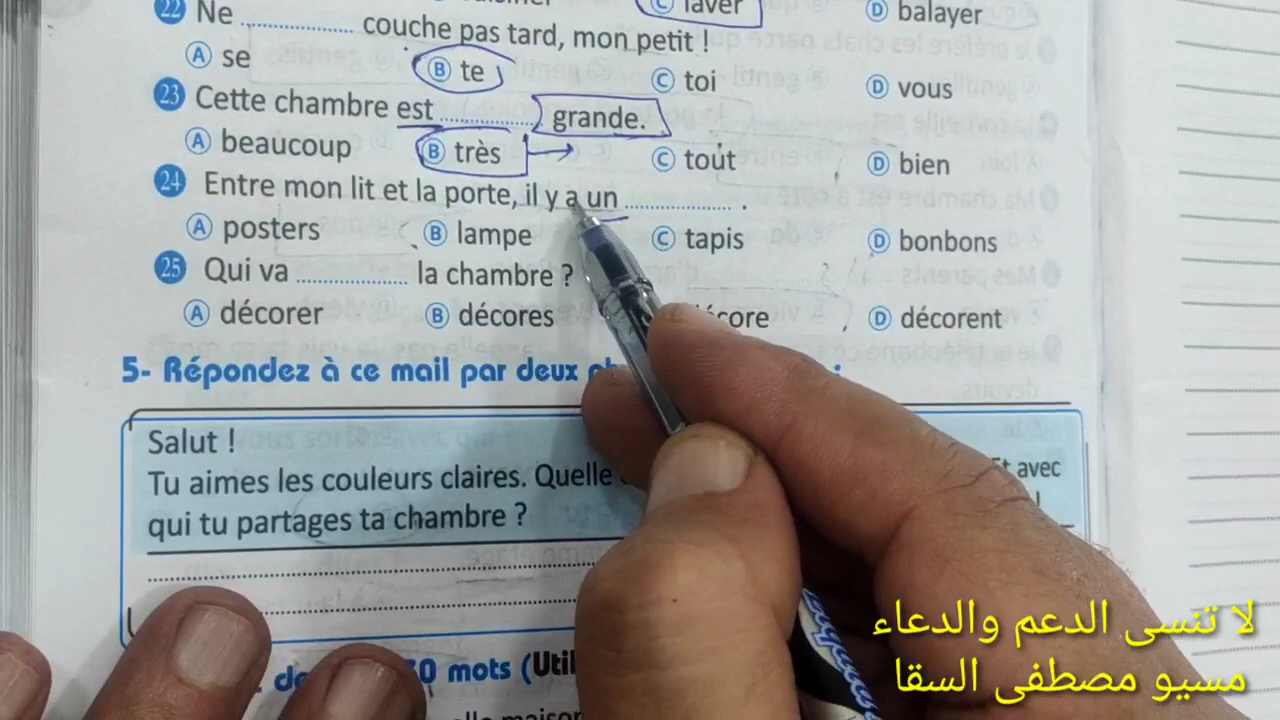 C laver D balayer
22 Ne .................. couche pas tard, mon petit !
A se B te C toi D vous
23 Cette chambre est .................. grande.
A beaucoup B très C tout D bien
24 Entre mon lit et la porte, il y a un .................. .
A posters B lampe C tapis D bonbons
25 Qui va .................. la chambre ?
A décorer B décores D décorent
5- Répondez à ce mail par deux
Salut !
Tu aimes les couleurs claires. Quelle
avec
qui tu partages ta chambre ?
mots
لا تنسى الدعم والدعاء
مسيو مصطفى السقا